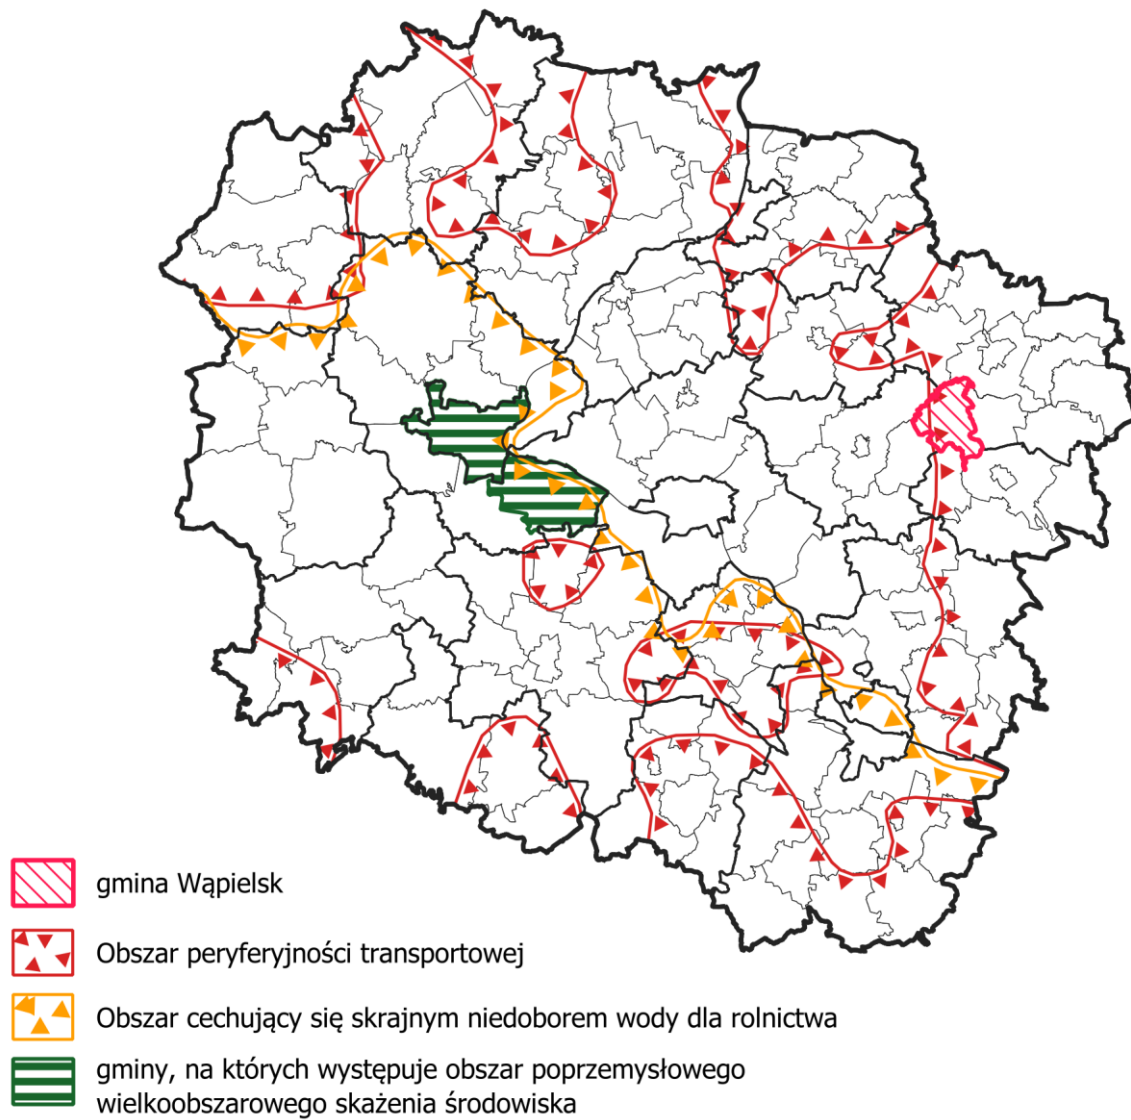 gmina Wąpielsk
Obszar peryferyjności transportowej
Obszar cechujący się skrajnym niedoborem wody dla rolnictwa
gminy, na których występuje obszar poprzemysłowego
wielkoobszarowego skażenia środowiska